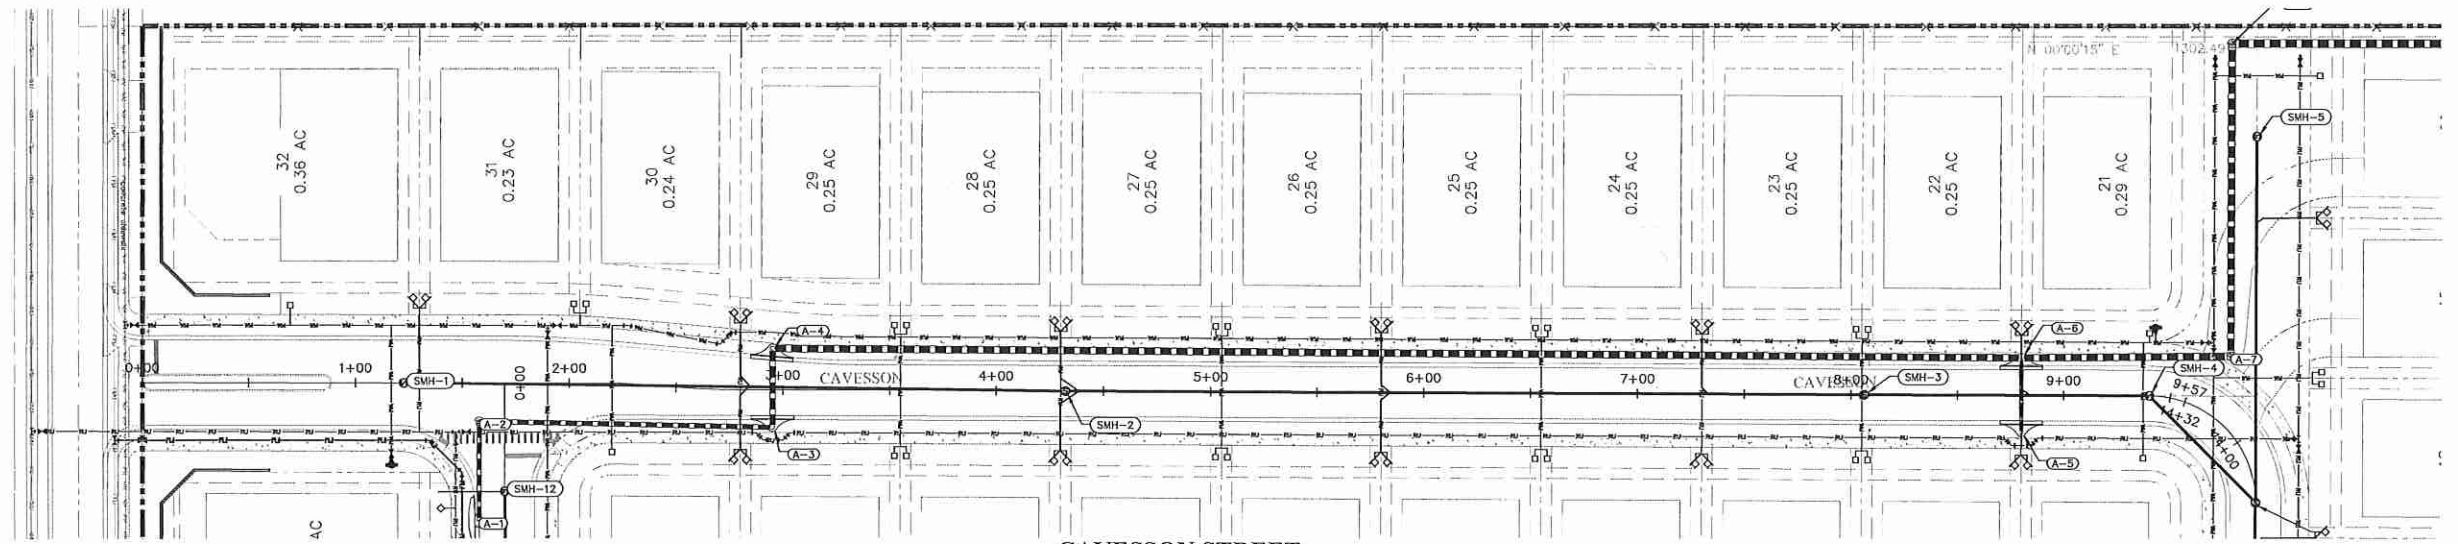 N 00°00'15" E 1302.49
SMH-5
32
0.36 AC
31
0.23 AC
30
0.24 AC
29
0.25 AC
28
0.25 AC
27
0.25 AC
26
0.25 AC
25
0.25 AC
24
0.25 AC
23
0.25 AC
22
0.25 AC
21
0.29 AC
A-4
A-6
A-7
0+00
1+00
2+00
3+00
4+00
5+00
6+00
7+00
8+00
9+00
SMH-1
0+00
CAVESSON
CAVESSON
SMH-3
SMH-4
9+57
14+32
A-2
SMH-2
A-3
A-5
SMH-12
A-1
AC